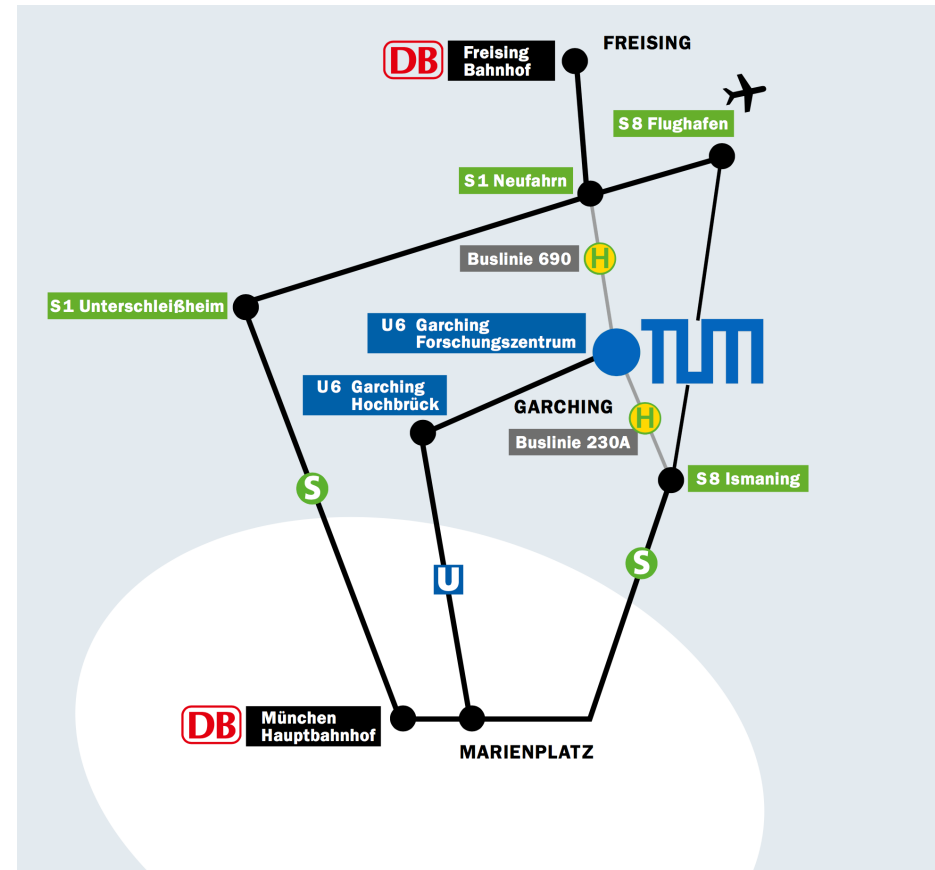 FREISING
DB
Freising
Bahnhof
S8 Flughafen
S1 Neufahrn
Buslinie 690
H
S1 Unterschleißheim
U6 Garching
Forschungszentrum
TUM
U6 Garching
Hochbrück
GARCHING
H
Buslinie 230A
S8 Ismaning
S
S
U
DB
München
Hauptbahnhof
MARIENPLATZ